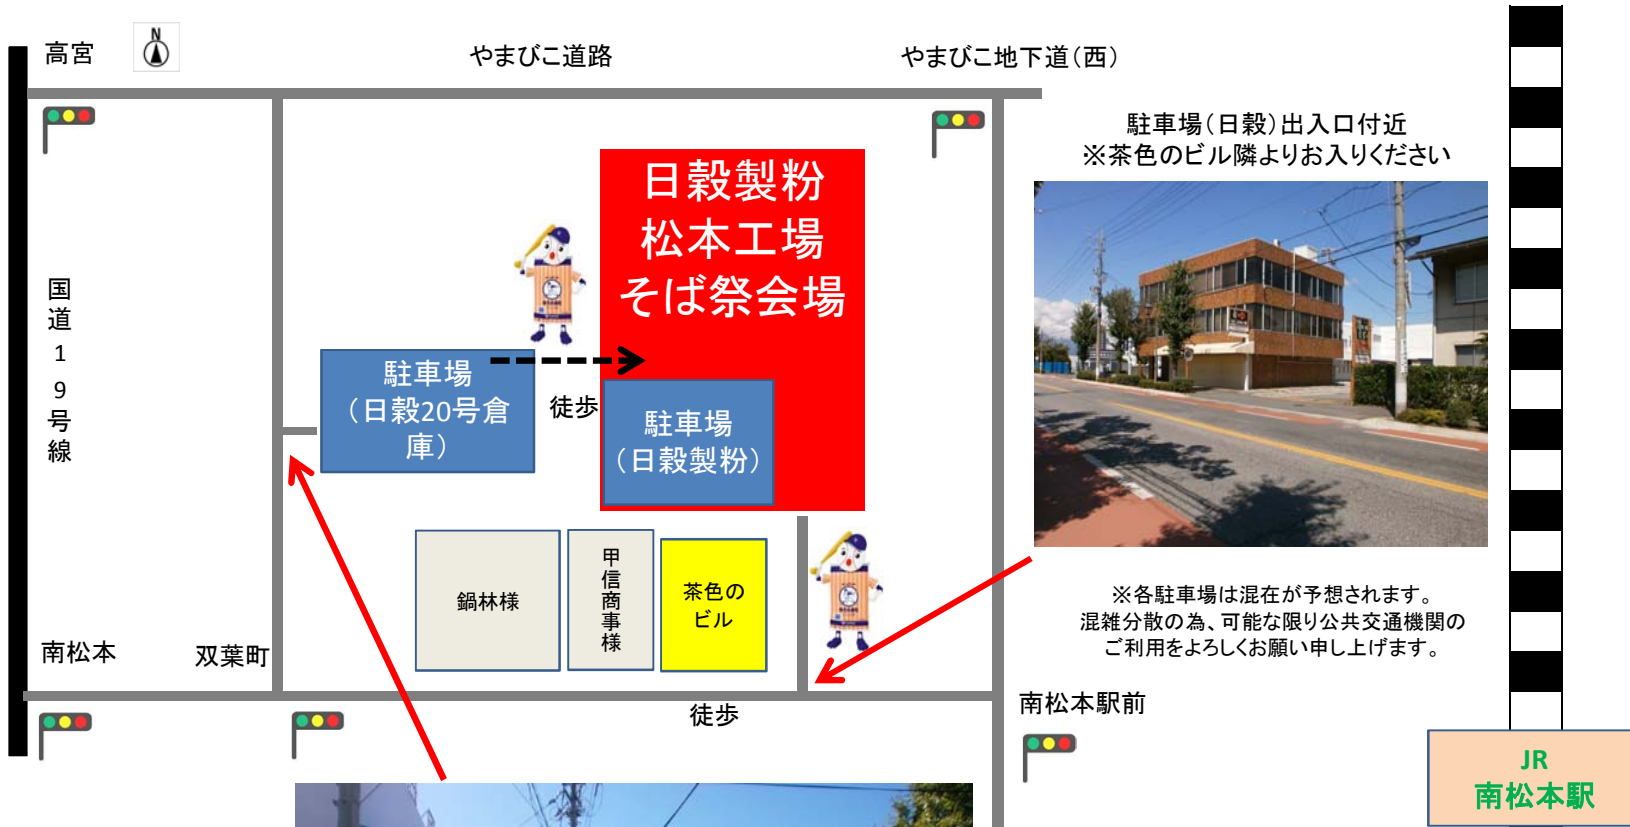 高宮
N
やまびこ道路
やまびこ地下道(西)
駐車場(日穀)出入口付近
※茶色のビル隣よりお入りください
日穀製粉
松本工場
そば祭会場
国道19号線
駐車場
(日穀20号倉
庫)
徒歩
駐車場
(日穀製粉)
鍋林様
甲信商事様
茶色の
ビル
※各駐車場は混在が予想されます。
混雑分散の為、可能な限り公共交通機関の
ご利用をよろしくお願い申し上げます。
南松本
双葉町
徒歩
南松本駅前
JR
南松本駅